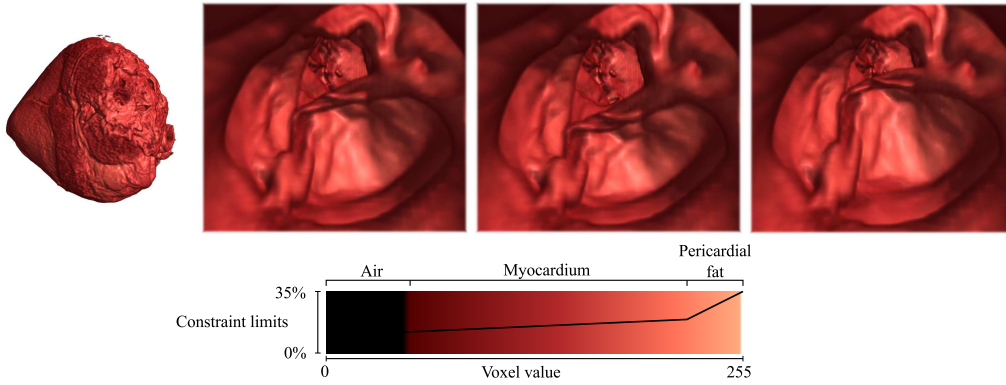 Pericardial
Air
Myocardium
fat
35%
Constraint limits
0%
0
Voxel value
255